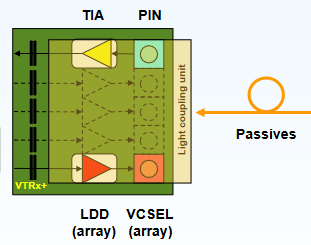 TIA PIN
Light coupling unit
Passives
VTRx+
LDD VCSEL
(array) (array)